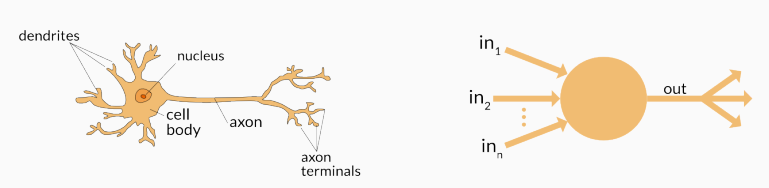 dendrites
nucleus
cell
body
axon
axon
terminals
in1
in2
inn
out